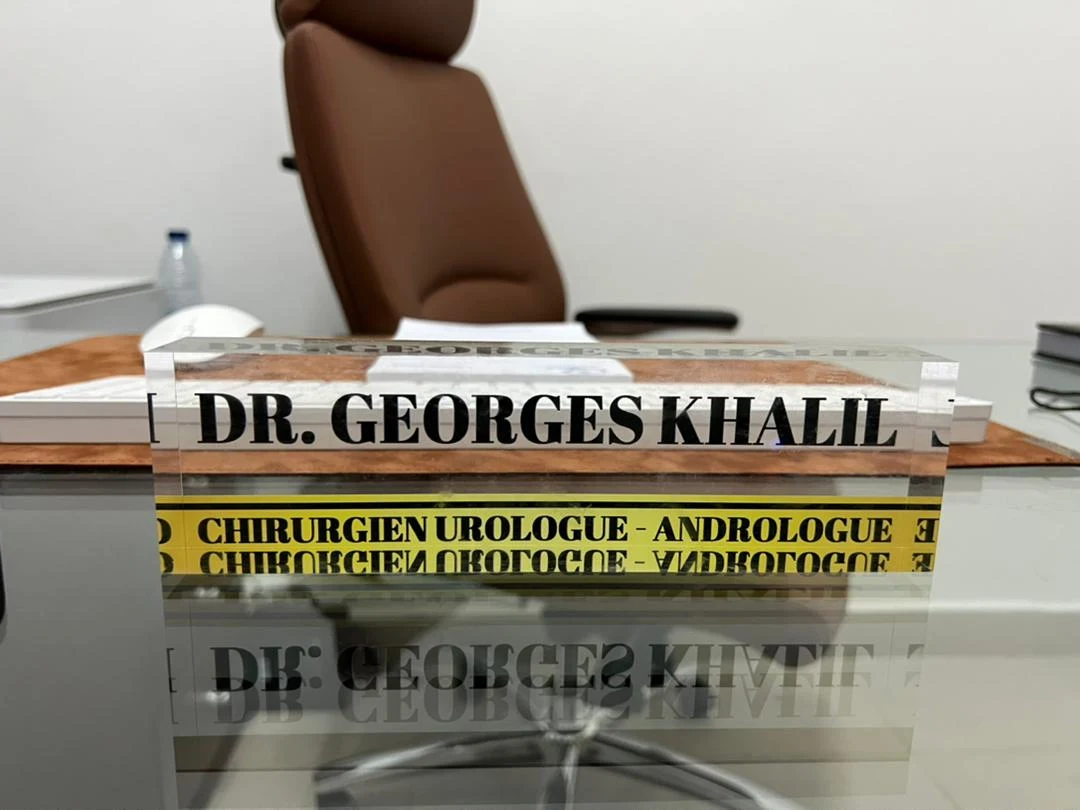 DR. GEORGES KHALIL
CHIRURGIEN UROLOGUE - ANDROLOGUE